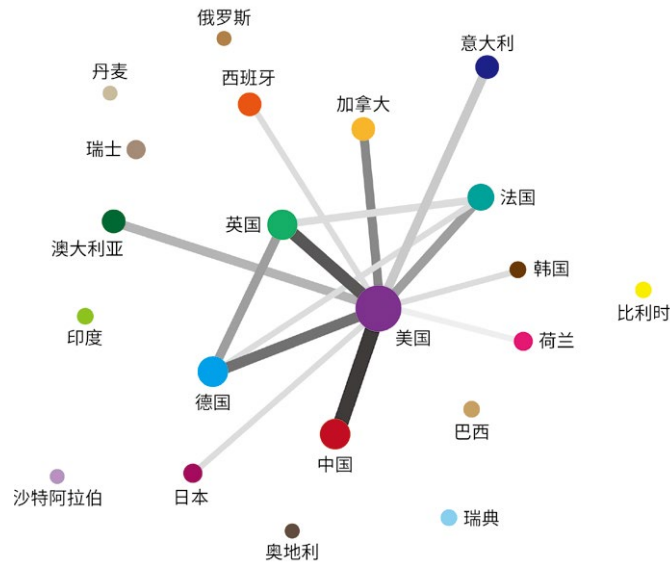 俄罗斯
意大利
丹麦
西班牙
加拿大
瑞士
法国
英国
澳大利亚
韩国
比利时
印度
美国
荷兰
德国
巴西
中国
沙特阿拉伯
日本
瑞典
奥地利